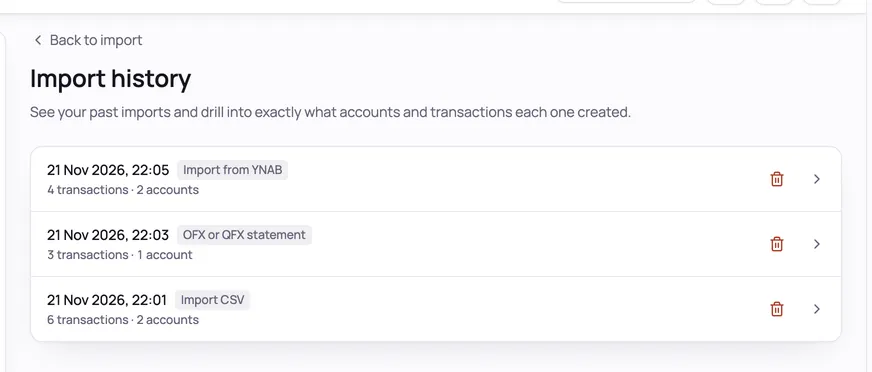 Back to import
Import history
See your past imports and drill into exactly what accounts and transactions each one created.
21 Nov 2026, 22:05 Import from YNAB
4 transactions · 2 accounts
21 Nov 2026, 22:03 OFX or QFX statement
3 transactions · 1 account
21 Nov 2026, 22:01 Import CSV
6 transactions · 2 accounts